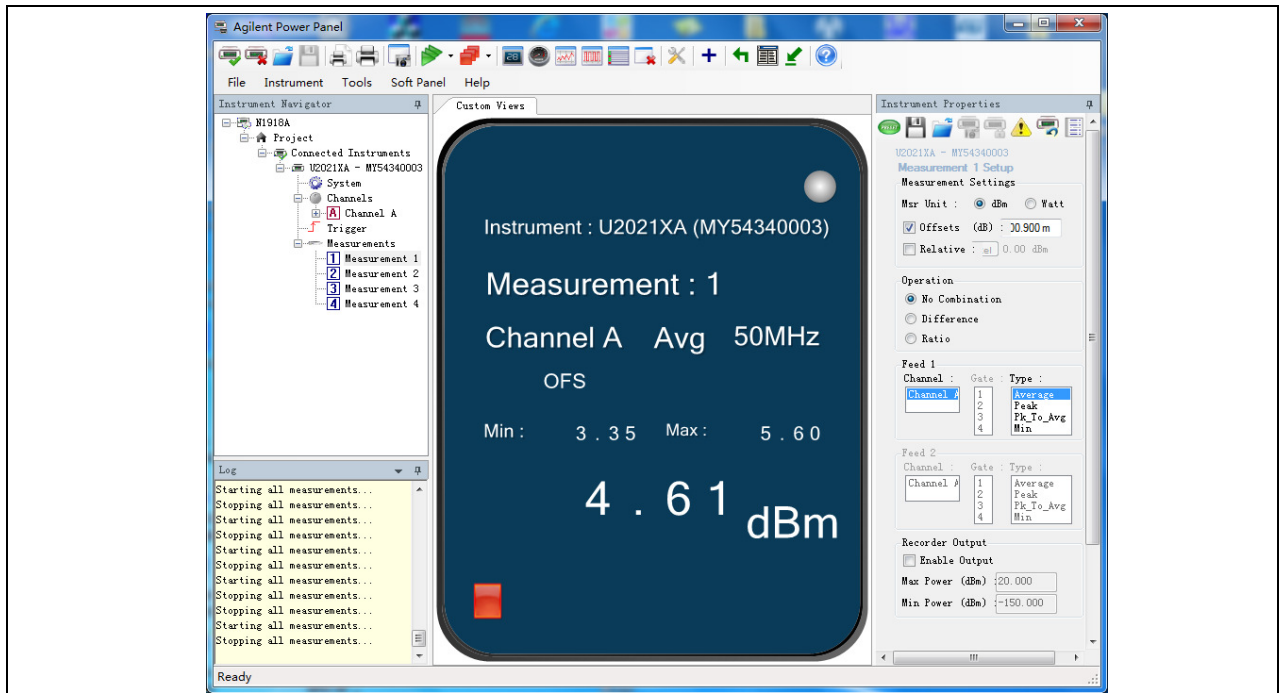 Agilent Power Panel
File Instrument Tools Soft Panel Help
Instrument Navigator
N1918A
Project
Connected Instruments
U2021XA - MY54340003
System
Channels
A Channel A
Trigger
Measurements
1 Measurement 1
2 Measurement 2
3 Measurement 3
4 Measurement 4
Log
Starting all measurements...
Stopping all measurements...
Starting all measurements...
Stopping all measurements...
Starting all measurements...
Stopping all measurements...
Starting all measurements...
Stopping all measurements...
Stopping all measurements...
Starting all measurements...
Stopping all measurements...
Custom Views
Instrument : U2021XA (MY54340003)
Measurement : 1
Channel A Avg 50MHz
OFS
Min : 3.35 Max : 5.60
4.61 dBm
Instrument Properties
U2021XA - MY54340003
Measurement 1 Setup
Measurement Settings
Msr Unit : dBm Watt
Offsets (dB) : 00.900 m
Relative : el 0.00 dBm
Operation
No Combination
Difference
Ratio
Feed 1
Channel : Gate : Type :
Channel A 1 Average
2 Peak
3 Pk_To_Avg
4 Min
Feed 2
Channel : Gate : Type :
Channel A 1 Average
2 Peak
3 Pk_To_Avg
4 Min
Recorder Output
Enable Output
Max Power (dBm) :20.000
Min Power (dBm) :-150.000
Ready